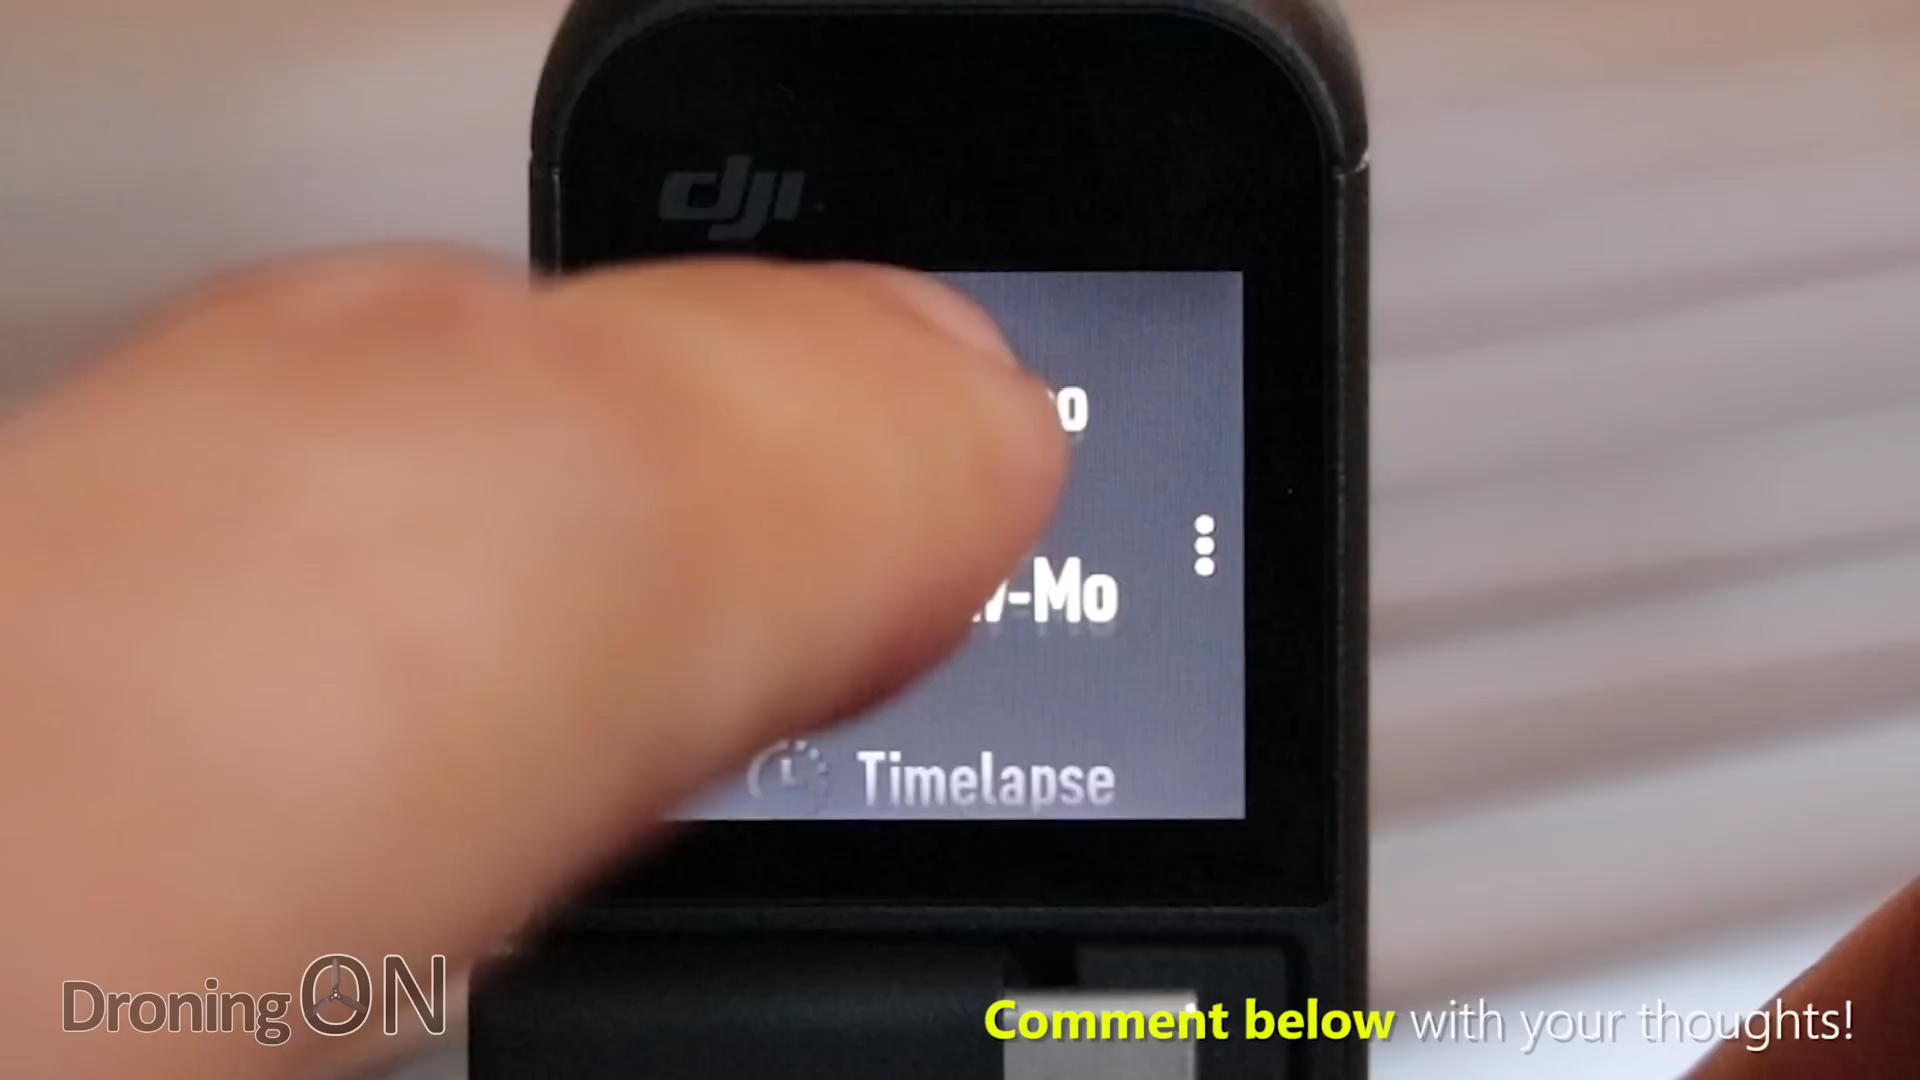 dji
-Mo
Timelapse
DroningON
Comment below with your thoughts!